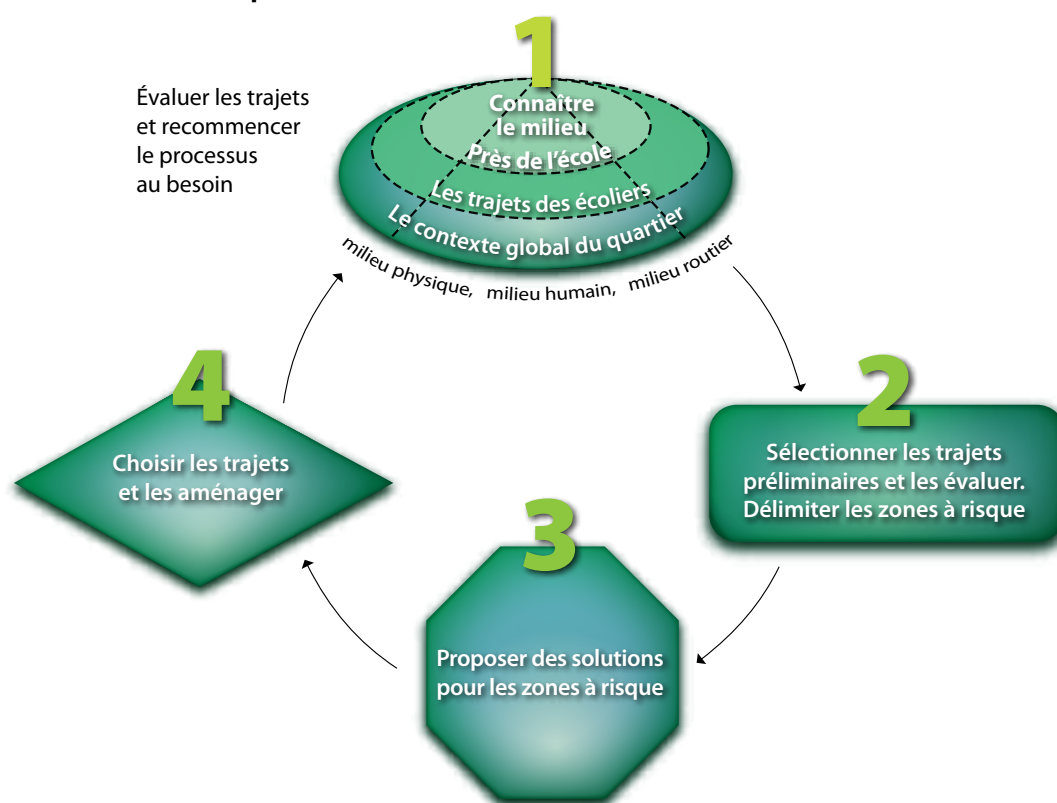 1
Connaître
le milieu
Près de l'école
Les trajets des écoliers
Le contexte global du quartier
milieu physique, milieu humain, milieu routier
Évaluer les trajets
et recommencer
le processus
au besoin
2
Sélectionner les trajets
préliminaires et les évaluer.
Délimiter les zones à risque
3
Proposer des solutions
pour les zones à risque
4
Choisir les trajets
et les aménager